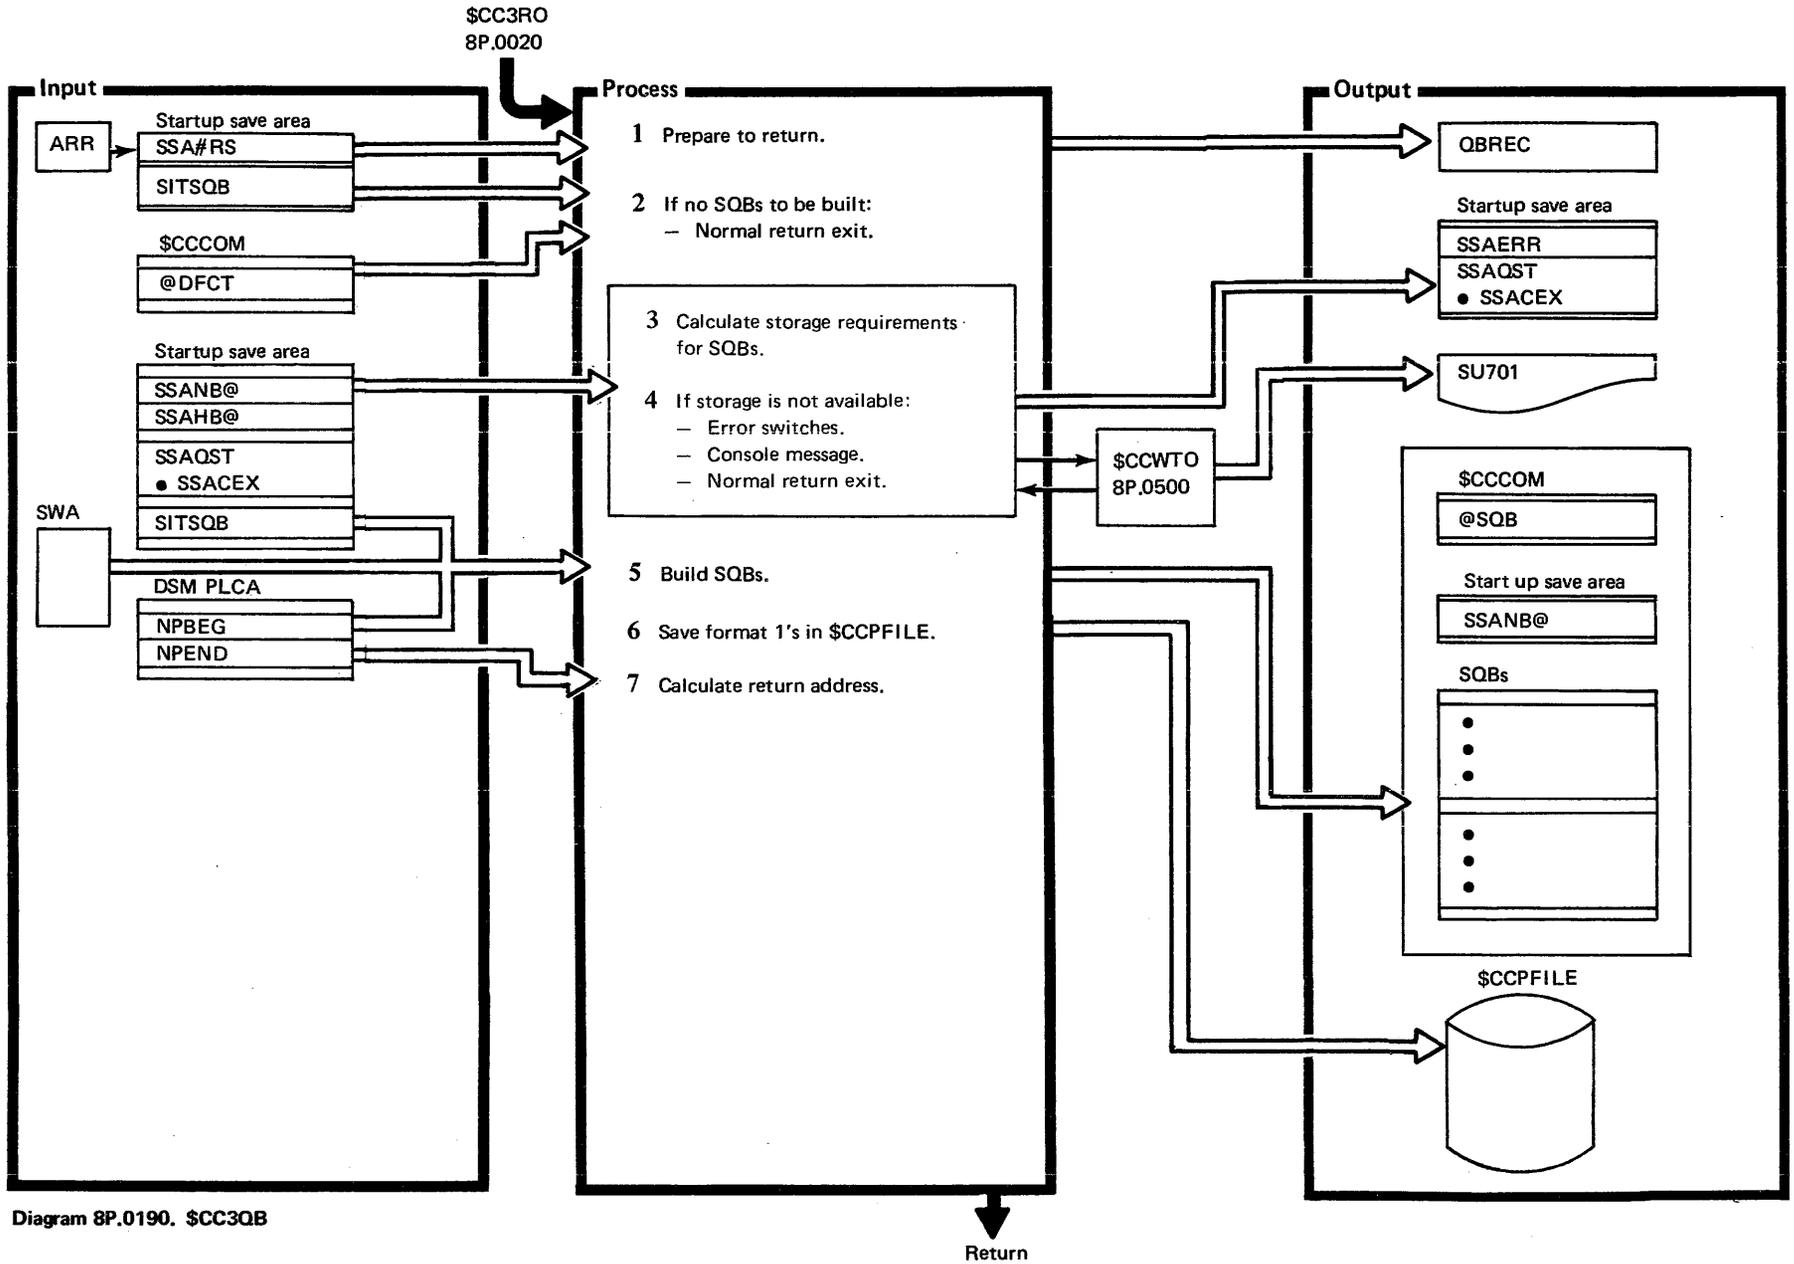 $CC3RO
8P.0020
Input
ARR
Startup save area
SSA#RS
SITSQB
$CCCOM
@DFCT
Startup save area
SSANB@
SSAHB@
SSAQST
● SSACEX
SITSQB
SWA
DSM PLCA
NPBEG
NPEND
Process
1 Prepare to return.
2 If no SQBs to be built:
— Normal return exit.
3 Calculate storage requirements
for SQBs.
4 If storage is not available:
— Error switches.
— Console message.
— Normal return exit.
5 Build SQBs.
6 Save format 1's in $CCPFILE.
7 Calculate return address.
$CCWTO
8P.0500
Output
QBREC
Startup save area
SSAERR
SSAQST
● SSACEX
SU701
$CCCOM
@SQB
Start up save area
SSANB@
SQBs
$CCPFILE
Diagram 8P.0190. $CC3QB
Return